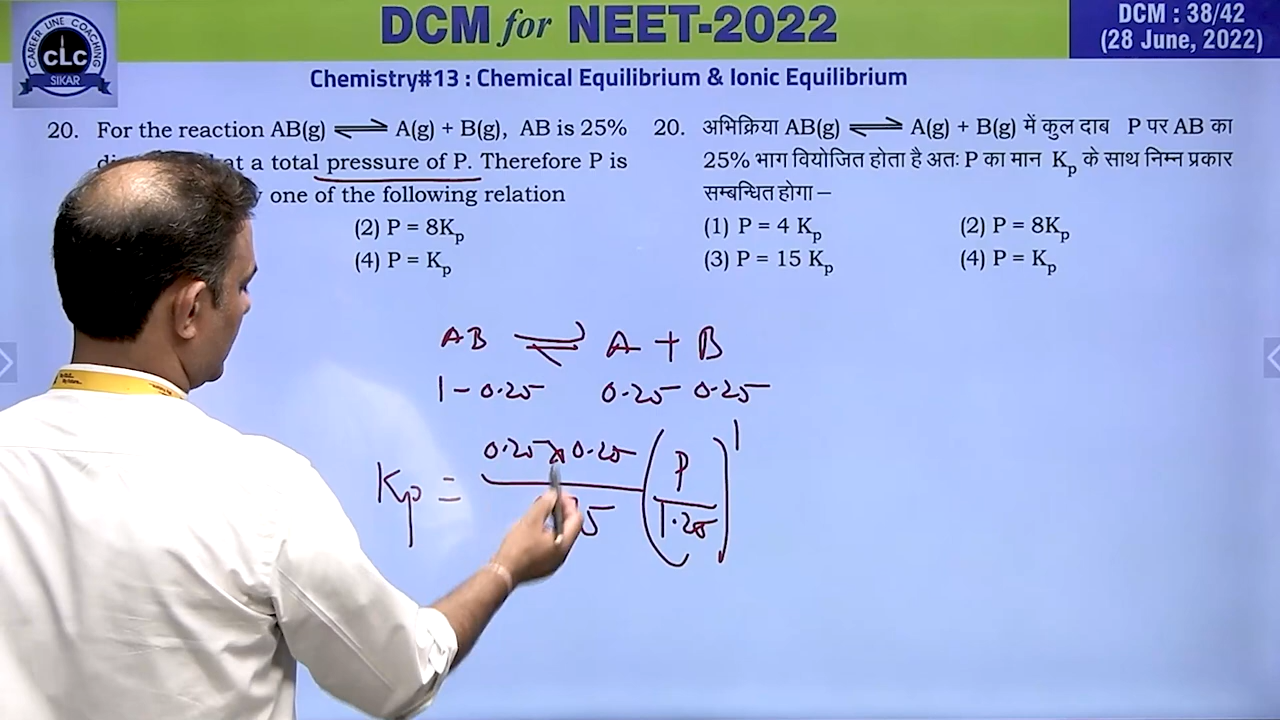 CAREER LINE COACHING
CLC
SIKAR
DCM for NEET-2022
DCM : 38/42
(28 June, 2022)
Chemistry#13 : Chemical Equilibrium & Ionic Equilibrium
20. For the reaction AB(g) ⇌ A(g) + B(g), AB is 25%
at a total pressure of P. Therefore P is
one of the following relation
(2) P = 8Kp
(4) P = Kp
20. अभिक्रिया AB(g) ⇌ A(g) + B(g) में कुल दाब P पर AB का
25% भाग वियोजित होता है अतः P का मान Kp के साथ निम्न प्रकार
सम्बन्धित होगा –
(1) P = 4 Kp (2) P = 8Kp
(3) P = 15 Kp (4) P = Kp
AB ⇌ A + B
1 - 0.25 0.25 0.25
Kp = 0.25 x 0.25 (P / 1.25)^1
5